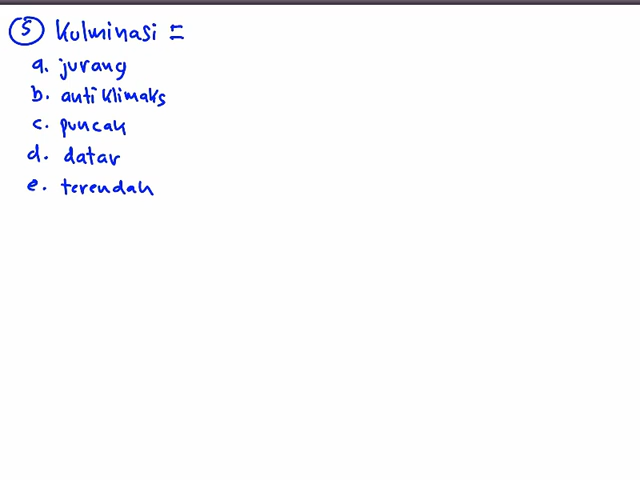 5 Kulminasi =
a. jurang
b. anti klimaks
c. puncak
d. datar
e. terendah